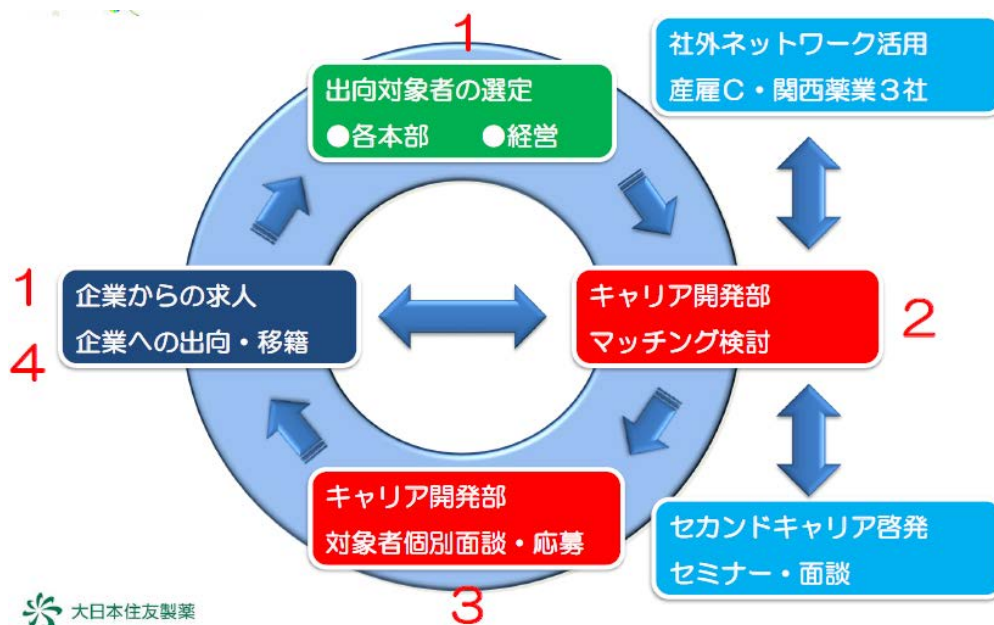 1
出向対象者の選定
●各本部　●経営
社外ネットワーク活用
産雇C・関西薬業3社
1
4
企業からの求人
企業への出向・移籍
キャリア開発部
マッチング検討
2
キャリア開発部
対象者個別面談・応募
3
セカンドキャリア啓発
セミナー・面談
大日本住友製薬